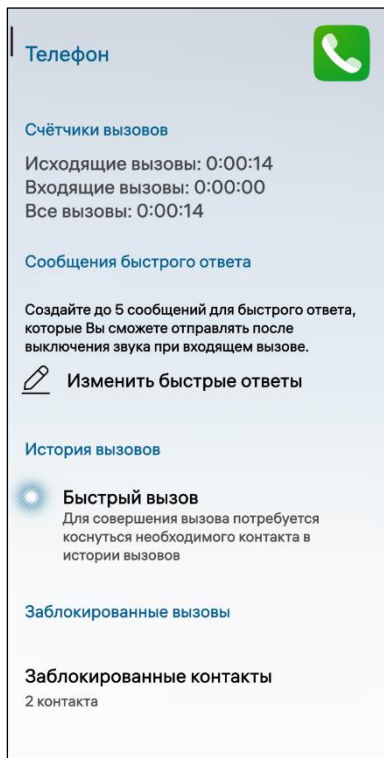 Телефон
Счётчики вызовов
Исходящие вызовы: 0:00:14
Входящие вызовы: 0:00:00
Все вызовы: 0:00:14
Сообщения быстрого ответа
Создайте до 5 сообщений для быстрого ответа,
которые Вы сможете отправлять после
выключения звука при входящем вызове.
Изменить быстрые ответы
История вызовов
Быстрый вызов
Для совершения вызова потребуется
коснуться необходимого контакта в
истории вызовов
Заблокированные вызовы
Заблокированные контакты
2 контакта